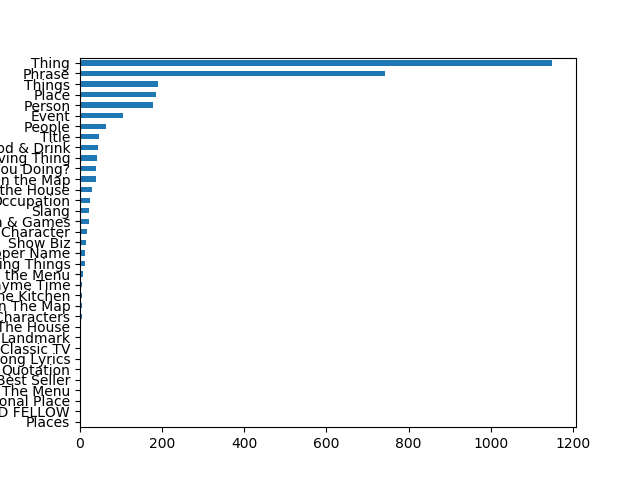 Thing
Phrase
Things
Place
Person
Event
People
Title
od & Drink
ving Thing
ou Doing?
n the Map
the House
Occupation
Slang
n & Games
Character
Show Biz
oper Name
ing Things
the Menu
yme Time
he Kitchen
n The Map
Characters
The House
Landmark
Classic TV
ong Lyrics
Quotation
Best Seller
The Menu
onal Place
D FELLOW
Places
0 200 400 600 800 1000 1200